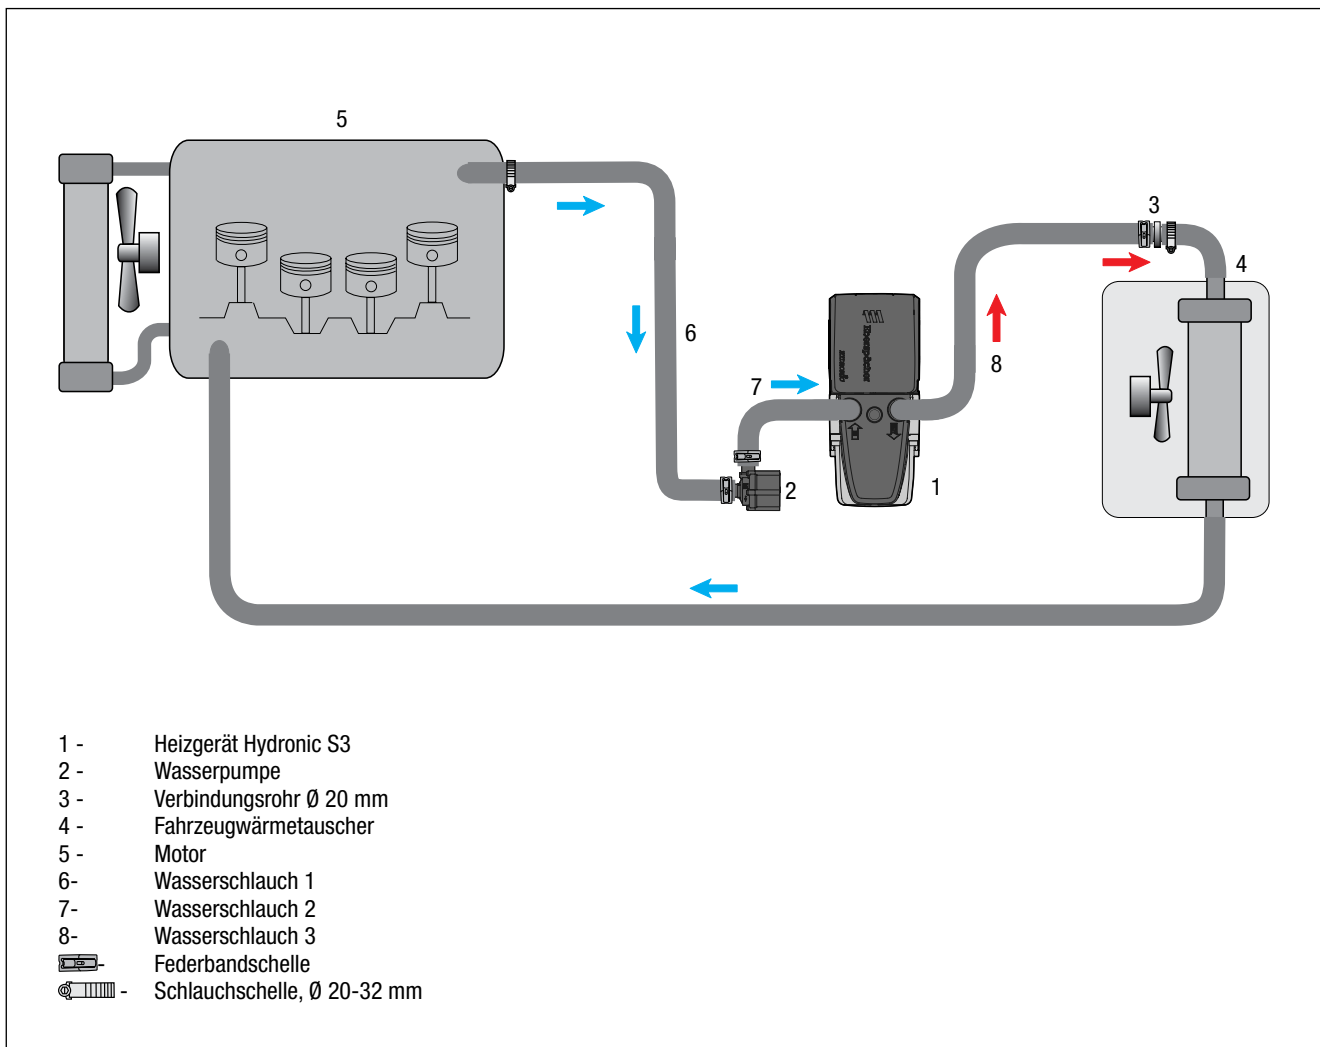 5
3
4
6
8
7
2
1
Eberspächer
1 - Heizgerät Hydronic S3
2 - Wasserpumpe
3 - Verbindungsrohr Ø 20 mm
4 - Fahrzeugwärmetauscher
5 - Motor
6- Wasserschlauch 1
7- Wasserschlauch 2
8- Wasserschlauch 3
- Federbandschelle
- Schlauchschelle, Ø 20-32 mm